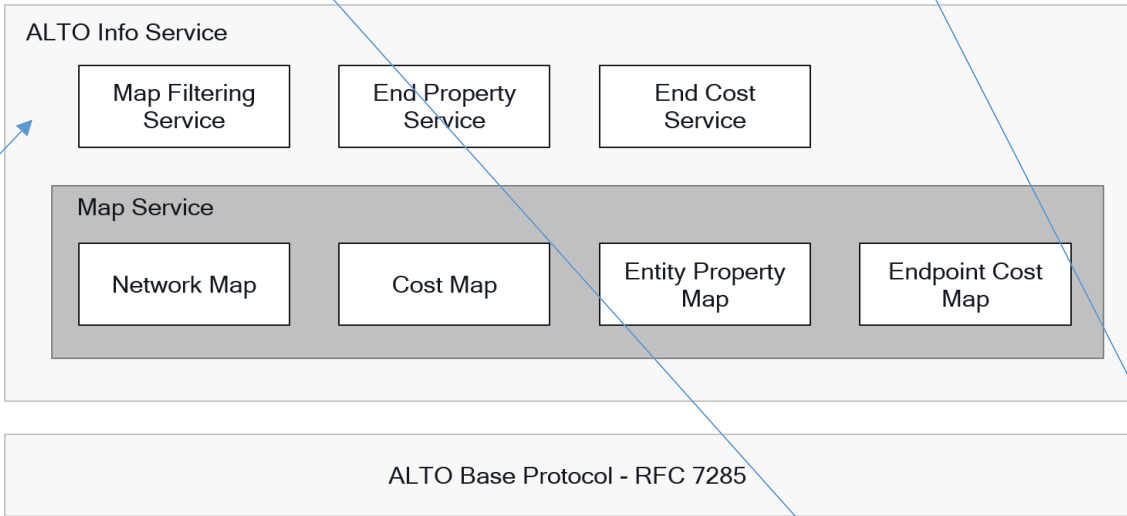 ALTO Info Service
Map Filtering
Service
End Property
Service
End Cost
Service
Map Service
Network Map
Cost Map
Entity Property
Map
Endpoint Cost
Map
ALTO Base Protocol - RFC 7285